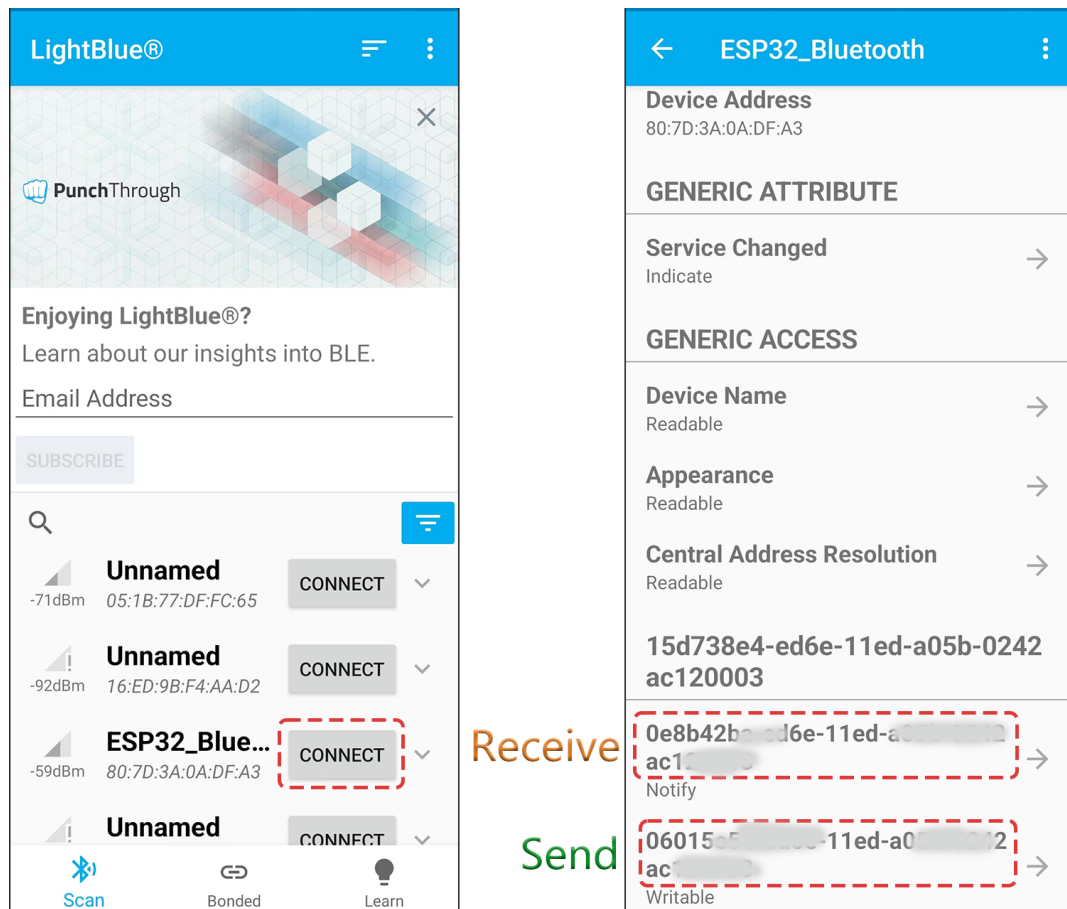 LightBlue®
PunchThrough
Enjoying LightBlue®?
Learn about our insights into BLE.
Email Address
SUBSCRIBE
-71dBm
Unnamed
05:1B:77:DF:FC:65
CONNECT
-92dBm
Unnamed
16:ED:9B:F4:AA:D2
CONNECT
-59dBm
ESP32_Blue...
80:7D:3A:0A:DF:A3
CONNECT
Unnamed
CONNECT
Scan
Bonded
Learn
Receive
Send
ESP32_Bluetooth
Device Address
80:7D:3A:0A:DF:A3
GENERIC ATTRIBUTE
Service Changed
Indicate
GENERIC ACCESS
Device Name
Readable
Appearance
Readable
Central Address Resolution
Readable
15d738e4-ed6e-11ed-a05b-0242
ac120003
Notify
Writable